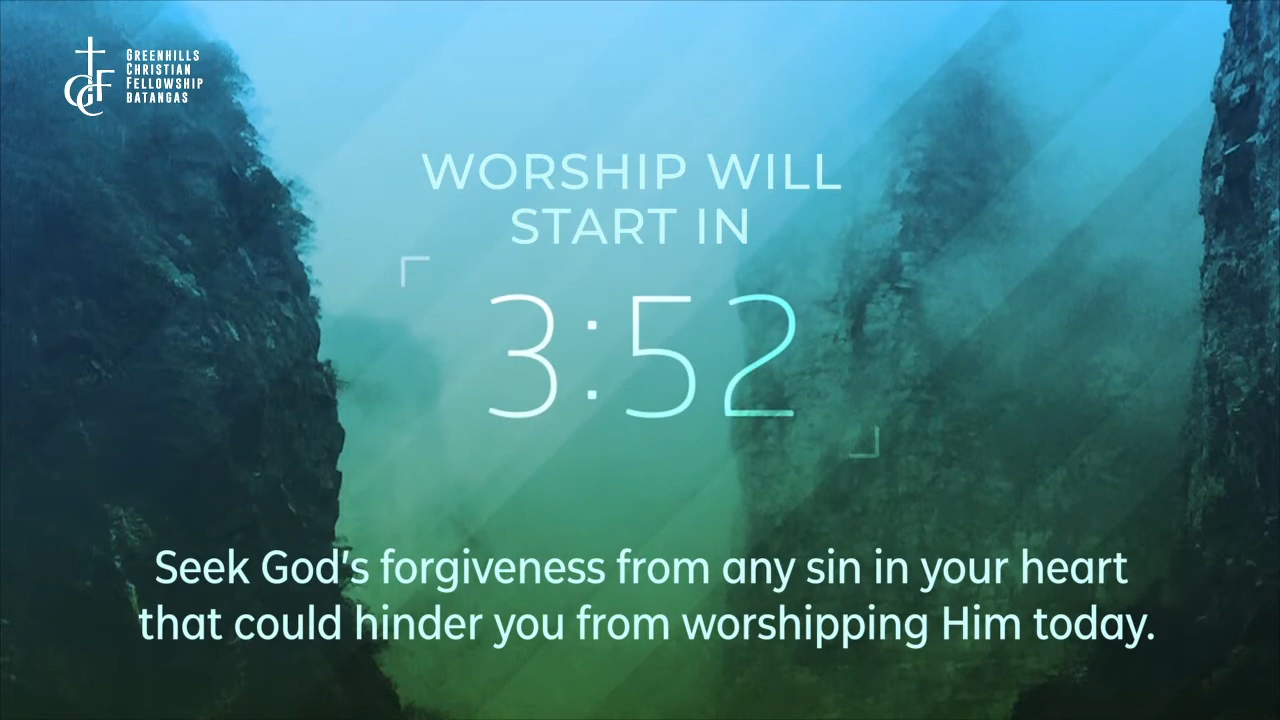 GREENHILLS
CHRISTIAN
FELLOWSHIP
BATANGAS
GCF
WORSHIP WILL
START IN
3:52
Seek God's forgiveness from any sin in your heart
that could hinder you from worshipping Him today.